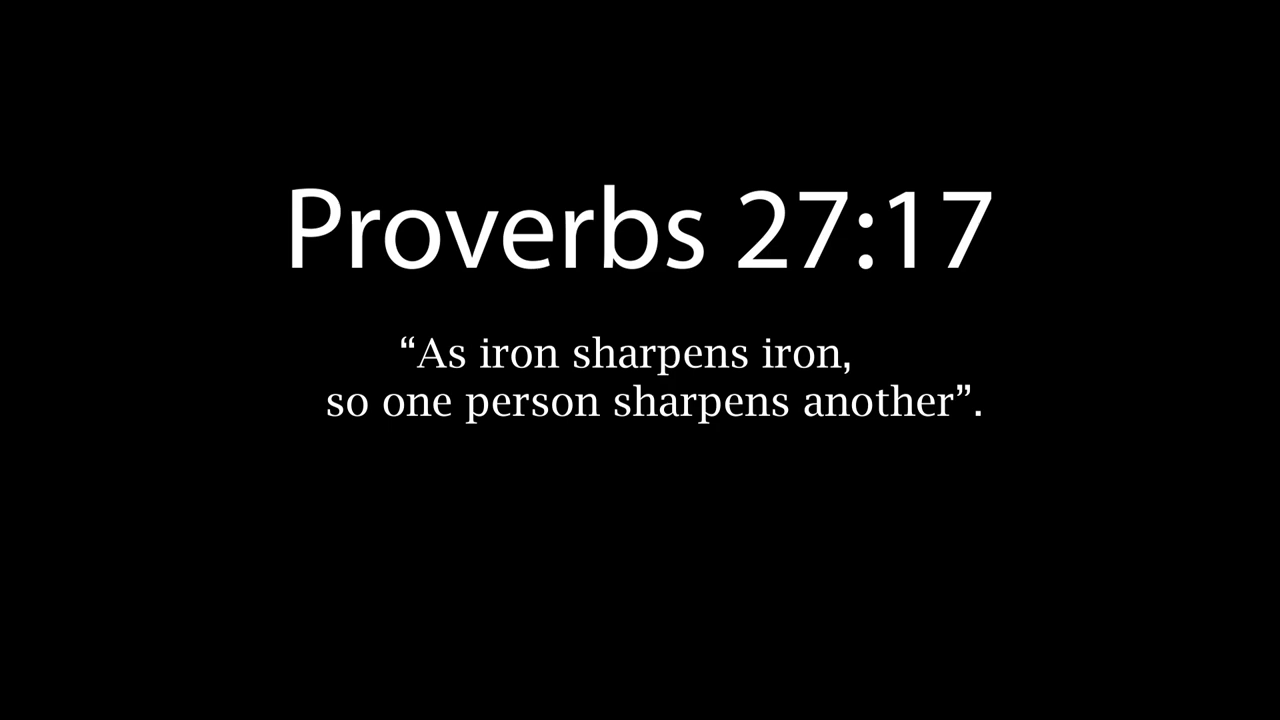 Proverbs 27:17
“As iron sharpens iron,
so one person sharpens another”.